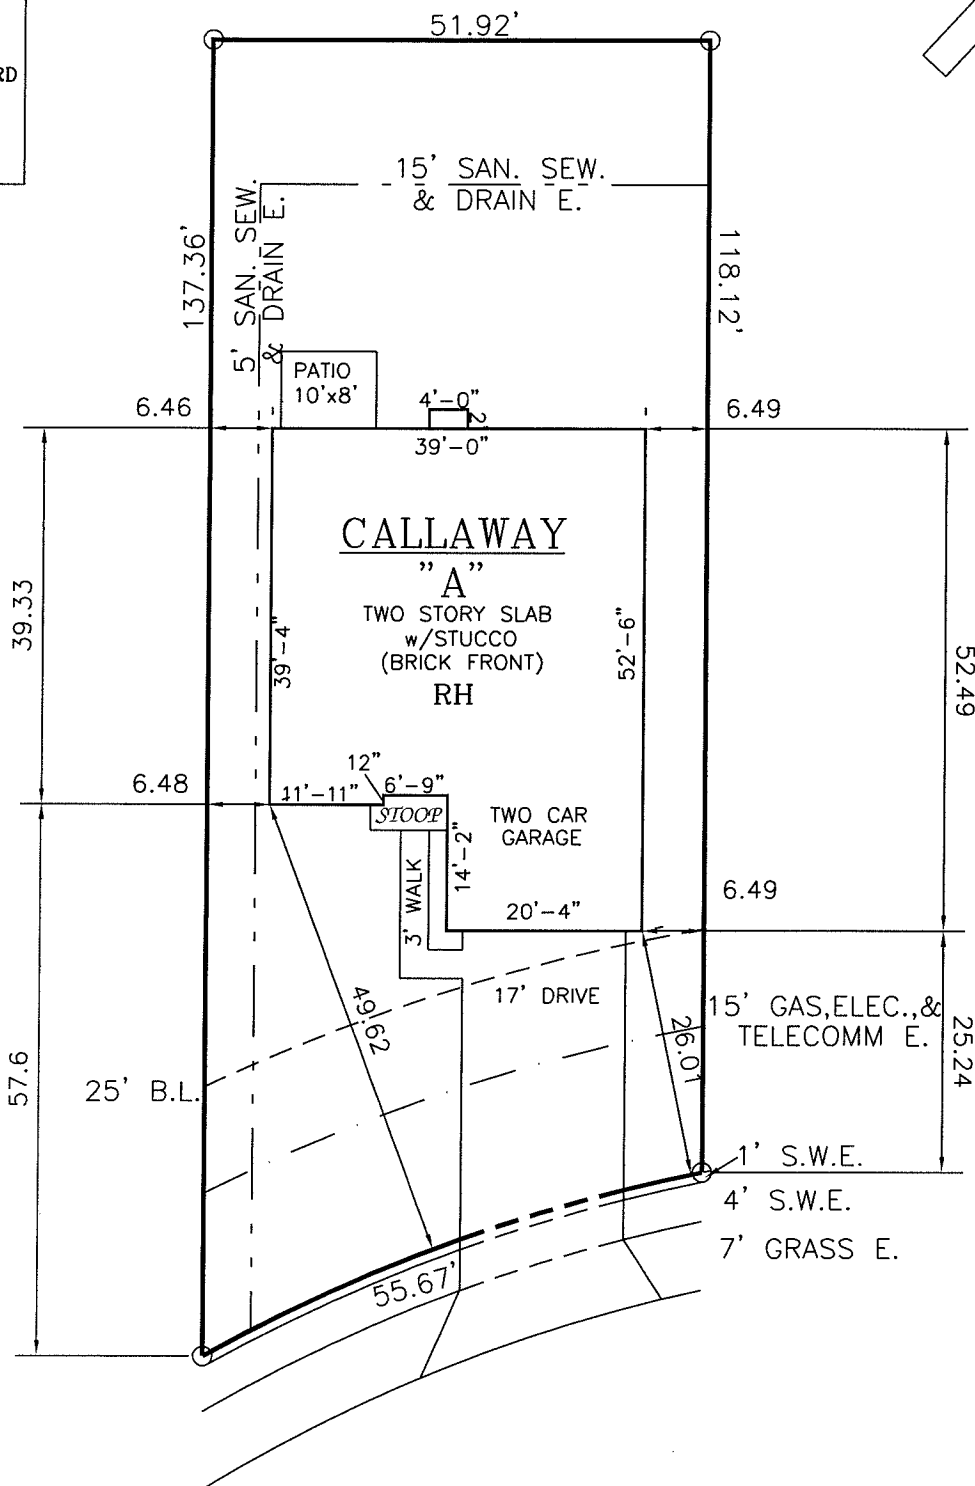 51.92'
RD
15' SAN. SEW.
& DRAIN E.
5' SAN. SEW.
& DRAIN E.
137.36'
118.12'
PATIO
10'x8'
4'-0"
2'
6.46
6.49
39'-0"
CALLAWAY
"A"
TWO STORY SLAB
w/STUCCO
(BRICK FRONT)
RH
39.33
39'-4"
52'-6"
52.49
6.48
12"
11'-11"
6'-9"
STOOP
TWO CAR
GARAGE
14'-2"
3' WALK
20'-4"
6.49
17' DRIVE
49.62
26.01
15' GAS,ELEC.,&
TELECOMM E.
25.24
57.6
25' B.L.
1' S.W.E.
4' S.W.E.
7' GRASS E.
55.67'